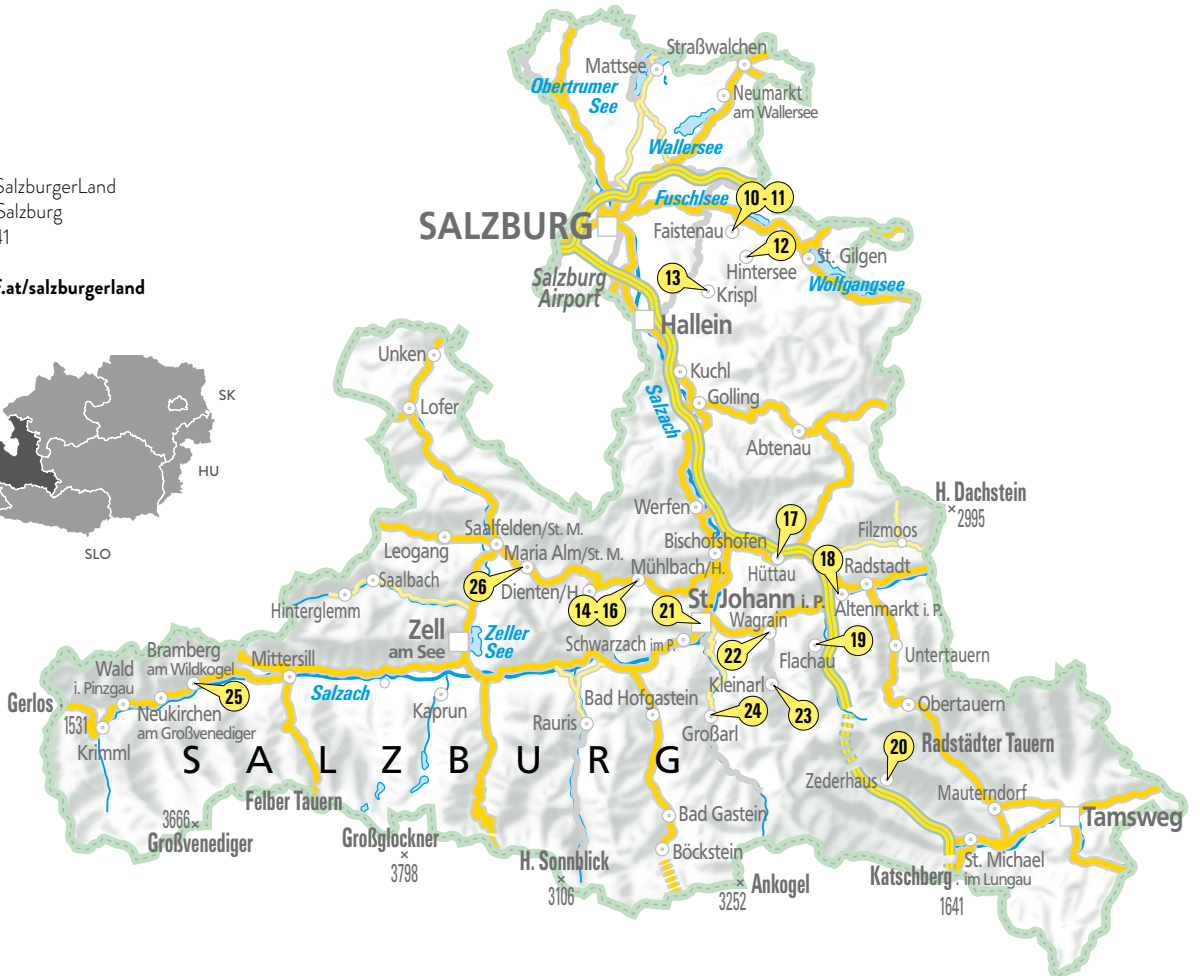 SalzburgerLand
Salzburg
41
f.at/salzburgerland
SK
HU
SLO
Straßwalchen
Mattsee
Obertrumer
See
Neumarkt
am Wallersee
Wallersee
Fuschlsee
10 - 11
SALZBURG
Faistenau
12
St. Gilgen
Hintersee
Wolfgangsee
Salzburg
Airport
13
Krispl
Hallein
Unken
Kuchl
Golling
Salzach
Lofer
Abtenau
H. Dachstein
2995
Werfen
17
Filzmoos
Bischofshofen
Saalfelden/St. M.
Leogang
Maria Alm/St. M.
Mühlbach/H.
Hüttau
18
Radstadt
Saalbach
26
Dienten/H.
14 - 16
21
St. Johann i. P.
Altenmarkt i. P.
Hinterglemm
Wagrain
Zell
am See
Zeller
See
Schwarzach im P.
22
Flachau
19
Untertauern
Bramberg
am Wildkogel
Mittersill
Wald
i. Pinzgau
25
Salzach
Kaprun
Bad Hofgastein
Kleinarl
23
Gerlos
1531
Krimml
Neukirchen
am Großvenediger
Rauris
24
Großarl
Obertauern
20
Radstädter Tauern
SALZBURG
Zederhaus
Mauterndorf
Felber Tauern
3666
Großvenediger
Großglockner
3798
Bad Gastein
Tamsweg
H. Sonnblick
3106
Böckstein
Ankogel
3252
Katschberg
1641
St. Michael
im Lungau